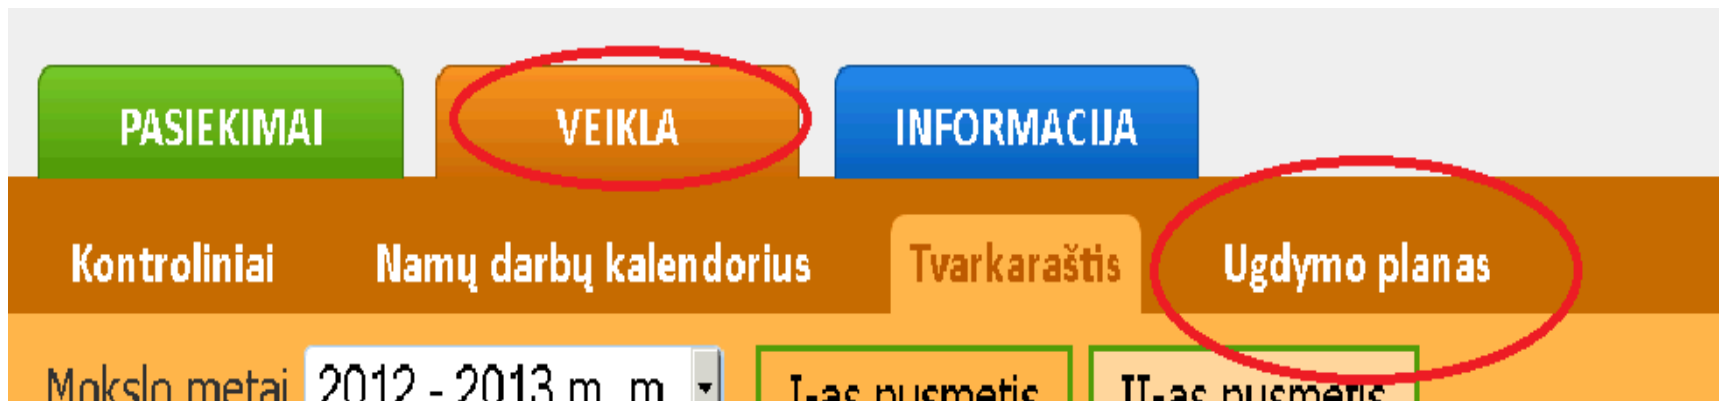 PASIEKIMAI VEIKLA INFORMACIJA
Kontroliniai Namų darbų kalendorius Tvarkaraštis Ugdymo planas
Mokslo metai 2012 - 2013 m. m. I-as pusmetis II-as pusmetis